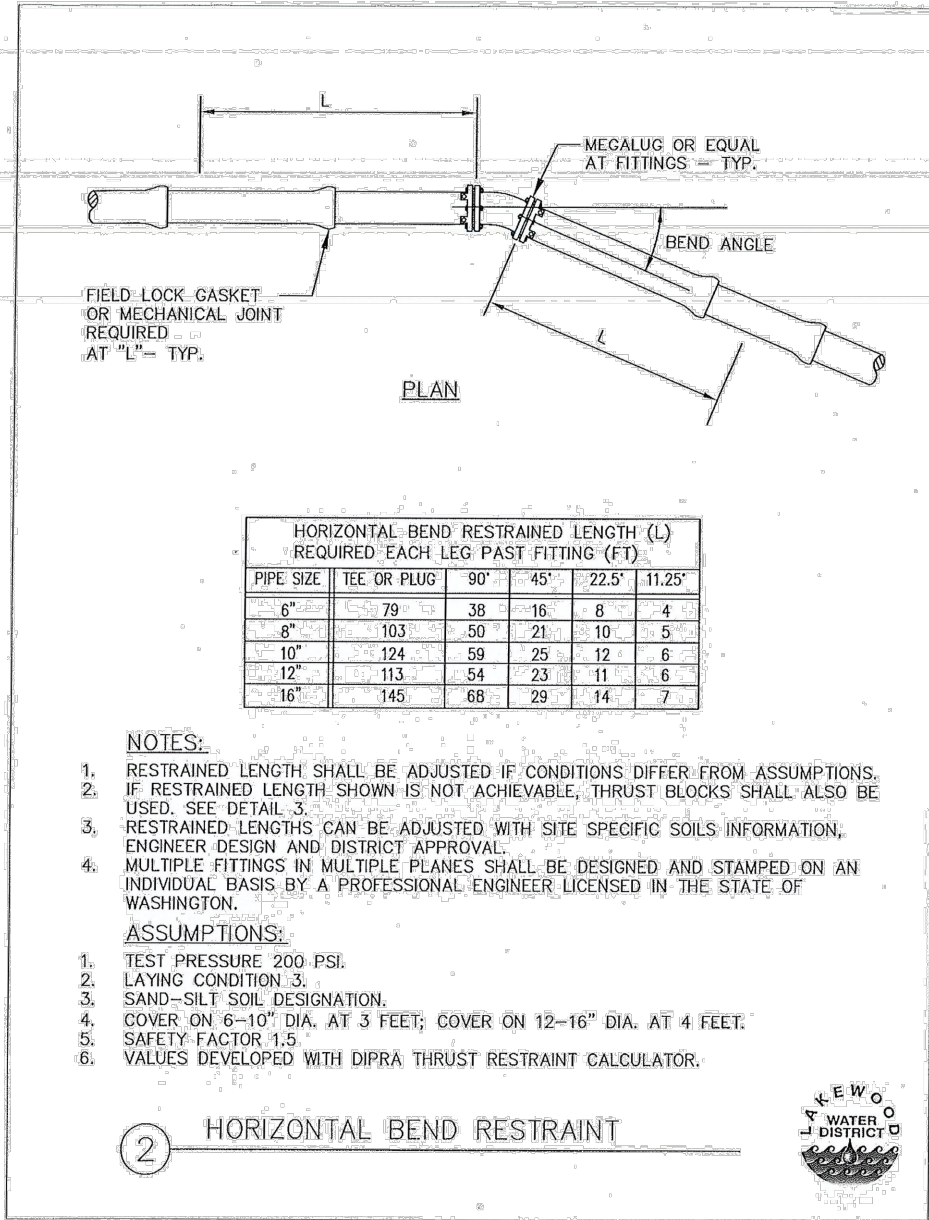 L
MEGALUG OR EQUAL
AT FITTINGS - TYP.
BEND ANGLE
FIELD LOCK GASKET
OR MECHANICAL JOINT
REQUIRED
AT "L"- TYP.
L
PLAN
HORIZONTAL BEND RESTRAINED LENGTH (L)
REQUIRED EACH LEG PAST FITTING (FT)
PIPE SIZE TEE OR PLUG 90° 45° 22.5° 11.25°
6" 79 38 16 8 4
8" 103 50 21 10 5
10" 124 59 25 12 6
12" 113 54 23 11 6
16" 145 68 29 14 7
NOTES:
1. RESTRAINED LENGTH SHALL BE ADJUSTED IF CONDITIONS DIFFER FROM ASSUMPTIONS.
2. IF RESTRAINED LENGTH SHOWN IS NOT ACHIEVABLE, THRUST BLOCKS SHALL ALSO BE
USED. SEE DETAIL 3.
3. RESTRAINED LENGTHS CAN BE ADJUSTED WITH SITE SPECIFIC SOILS INFORMATION,
ENGINEER DESIGN AND DISTRICT APPROVAL.
4. MULTIPLE FITTINGS IN MULTIPLE PLANES SHALL BE DESIGNED AND STAMPED ON AN
INDIVIDUAL BASIS BY A PROFESSIONAL ENGINEER LICENSED IN THE STATE OF
WASHINGTON.
ASSUMPTIONS:
1. TEST PRESSURE 200 PSI.
2. LAYING CONDITION 3.
3. SAND-SILT SOIL DESIGNATION.
4. COVER ON 6-10" DIA. AT 3 FEET; COVER ON 12-16" DIA. AT 4 FEET.
5. SAFETY FACTOR 1.5
6. VALUES DEVELOPED WITH DIPRA THRUST RESTRAINT CALCULATOR.
2 HORIZONTAL BEND RESTRAINT
LAKEWOOD
WATER
DISTRICT